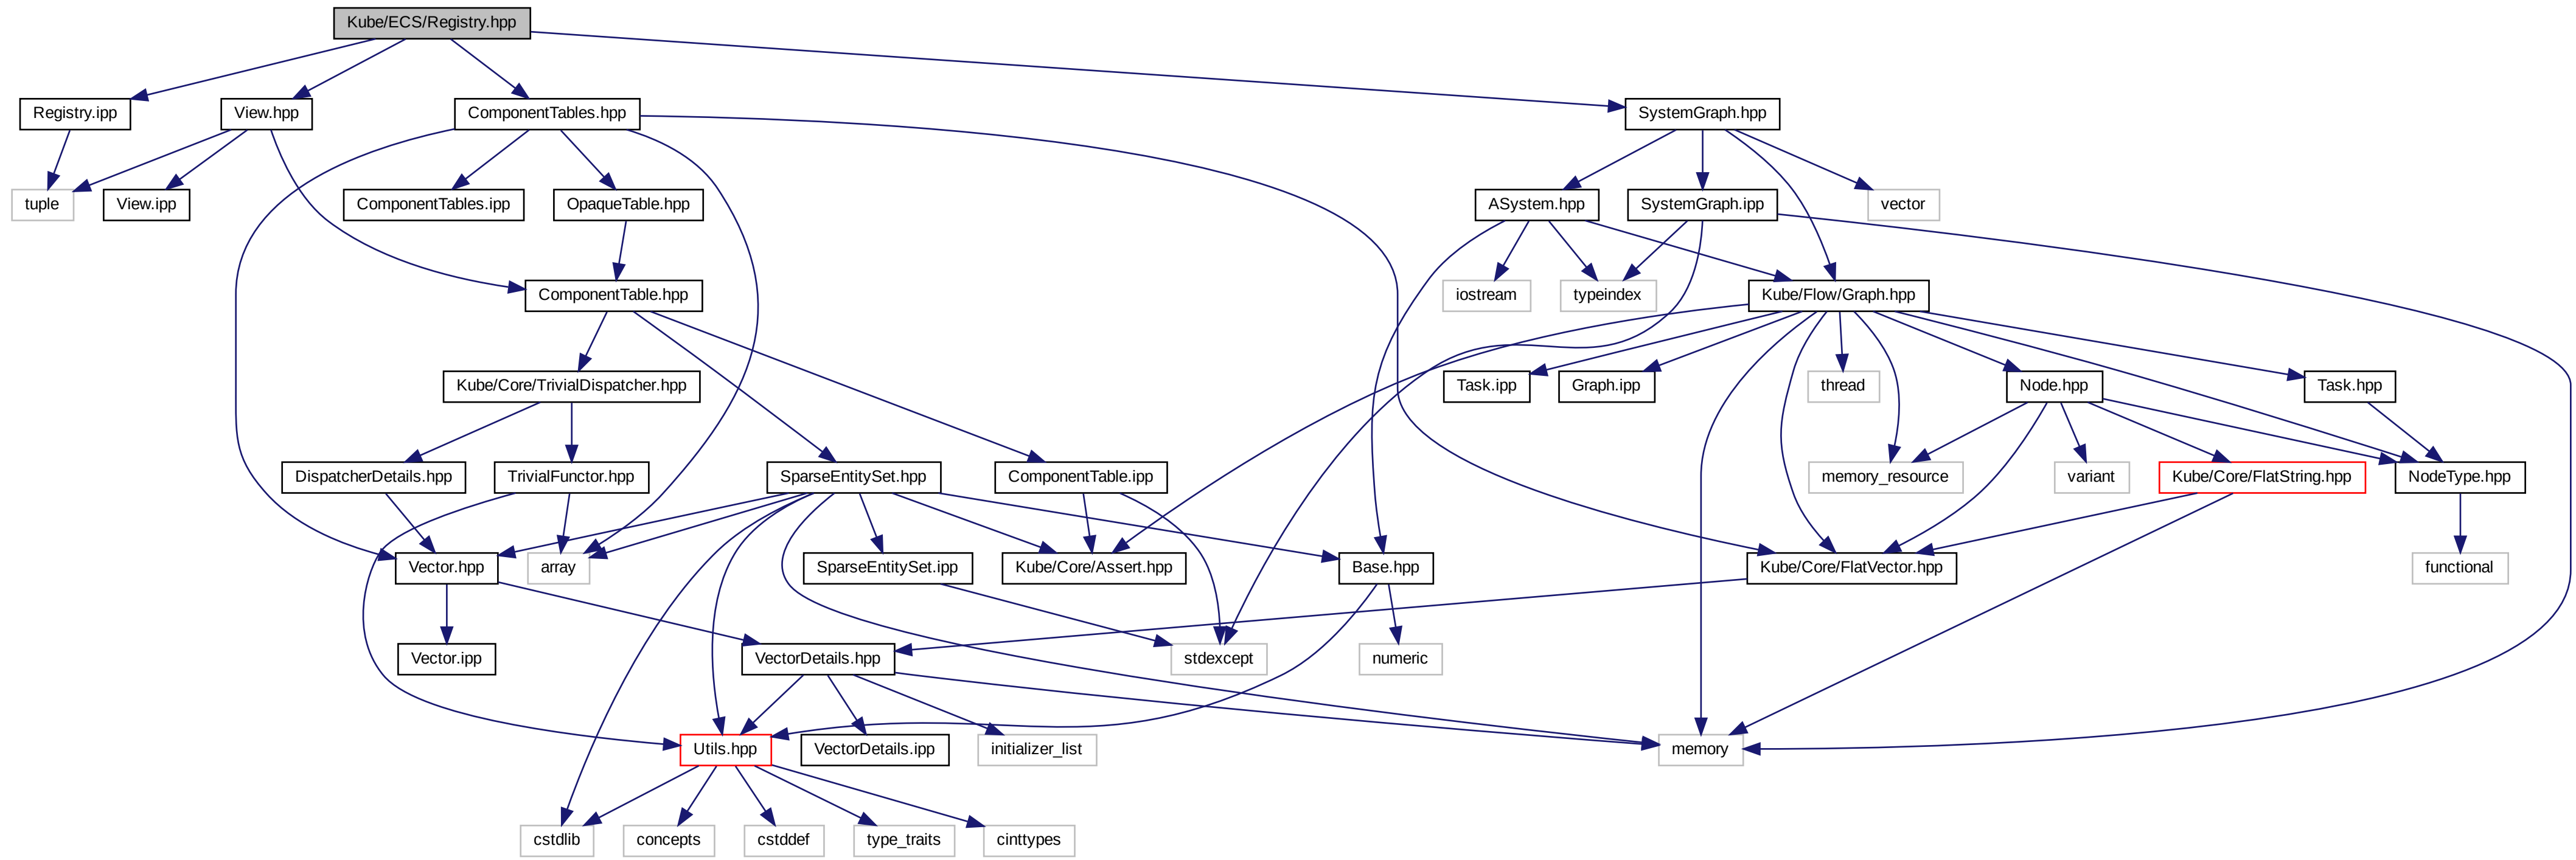 Kube/ECS/Registry.hpp
Registry.ipp
View.hpp
ComponentTables.hpp
SystemGraph.hpp
tuple
View.ipp
ComponentTables.ipp
OpaqueTable.hpp
ASystem.hpp
SystemGraph.ipp
vector
ComponentTable.hpp
iostream
typeindex
Kube/Flow/Graph.hpp
Kube/Core/TrivialDispatcher.hpp
Task.ipp
Graph.ipp
thread
Node.hpp
Task.hpp
DispatcherDetails.hpp
TrivialFunctor.hpp
SparseEntitySet.hpp
ComponentTable.ipp
memory_resource
variant
Kube/Core/FlatString.hpp
NodeType.hpp
Vector.hpp
array
SparseEntitySet.ipp
Kube/Core/Assert.hpp
Base.hpp
Kube/Core/FlatVector.hpp
functional
Vector.ipp
VectorDetails.hpp
stdexcept
numeric
Utils.hpp
VectorDetails.ipp
initializer_list
memory
cstdlib
concepts
cstddef
type_traits
cinttypes